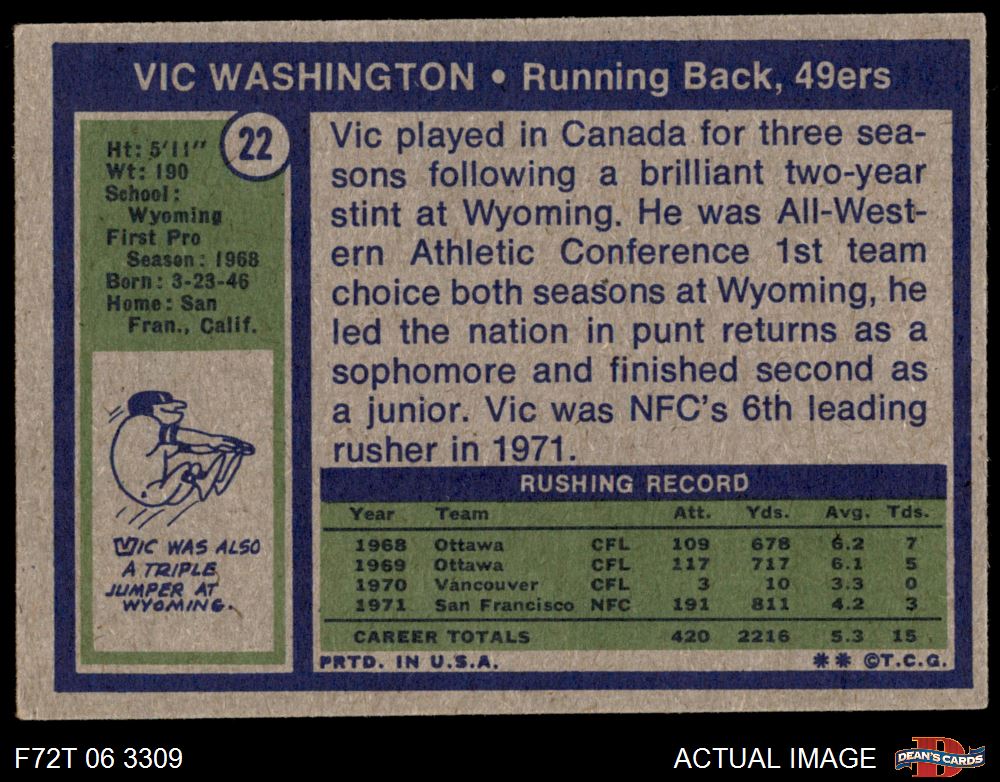 VIC WASHINGTON • Running Back, 49ers
22
Ht: 5'11"
Wt: 190
School:
Wyoming
First Pro
Season: 1968
Born: 3-23-46
Home: San
Fran., Calif.
VIC WAS ALSO
A TRIPLE
JUMPER AT
WYOMING.
Vic played in Canada for three sea-
sons following a brilliant two-year
stint at Wyoming. He was All-West-
ern Athletic Conference 1st team
choice both seasons at Wyoming, he
led the nation in punt returns as a
sophomore and finished second as
a junior. Vic was NFC's 6th leading
rusher in 1971.
RUSHING RECORD
Year Team Att. Yds. Avg. Tds.
1968 Ottawa CFL 109 678 6.2 7
1969 Ottawa CFL 117 717 6.1 5
1970 Vancouver CFL 3 10 3.3 0
1971 San Francisco NFC 191 811 4.2 3
CAREER TOTALS 420 2216 5.3 15
PRTD. IN U.S.A. ** ©T.C.G.
F72T 06 3309 ACTUAL IMAGE
D
DEAN'S CARDS